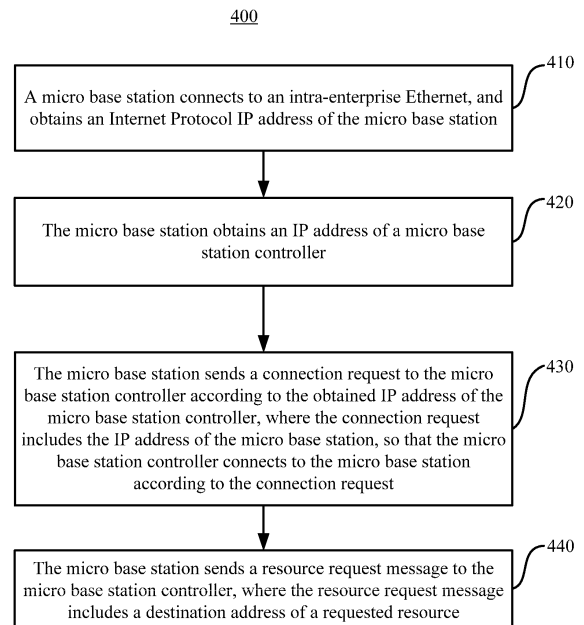 400
410
A micro base station connects to an intra-enterprise Ethernet, and
obtains an Internet Protocol IP address of the micro base station
420
The micro base station obtains an IP address of a micro base
station controller
430
The micro base station sends a connection request to the micro
base station controller according to the obtained IP address of the
micro base station controller, where the connection request
includes the IP address of the micro base station, so that the micro
base station controller connects to the micro base station
according to the connection request
440
The micro base station sends a resource request message to the
micro base station controller, where the resource request message
includes a destination address of a requested resource